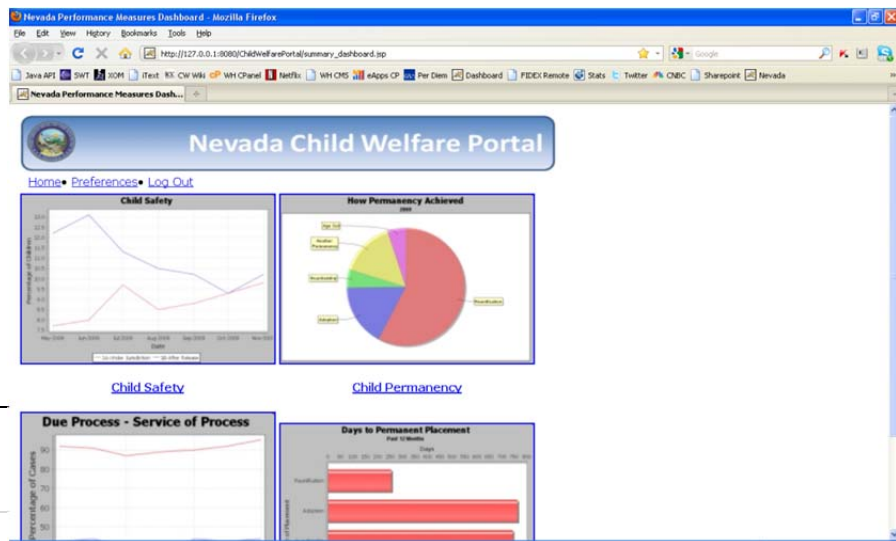 Nevada Performance Measures Dashboard - Mozilla Firefox
File Edit View History Bookmarks Tools Help
http://127.0.0.1:8080/ChildWelfarePortal/summary_dashboard.jsp
Google
Java API SWT XOM iText CW Wiki WH CPanel Netflix WH CMS eApps CP Per Diem Dashboard FIDEX Remote Stats Twitter CNBC Sharepoint Nevada
Nevada Performance Measures Dash...
Nevada Child Welfare Portal
Home• Preferences• Log Out
Child Safety
Percentage of Children
Date
How Permanency Achieved
Age Out
Another Permanency
Guardianship
Adoption
Reunification
Child Safety
Child Permanency
Due Process - Service of Process
Percentage of Cases
90
80
70
60
50
Days to Permanent Placement
Past 12 Months
Days
Reunification
Adoption